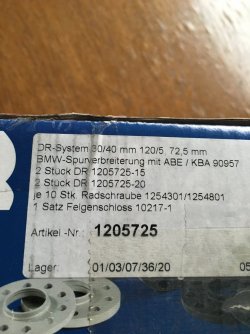 DR-System 30/40 mm 120/5 72,5 mm
BMW-Spurverbreiterung mit ABE / KBA 90957
2 Stück DR 1205725-15
2 Stück DR 1205725-20
je 10 Stk. Radschraube 1254301/1254801
1 Satz Felgenschloss 10217-1
Artikel -Nr.: 1205725
Lager: 01/03/07/36/20 05